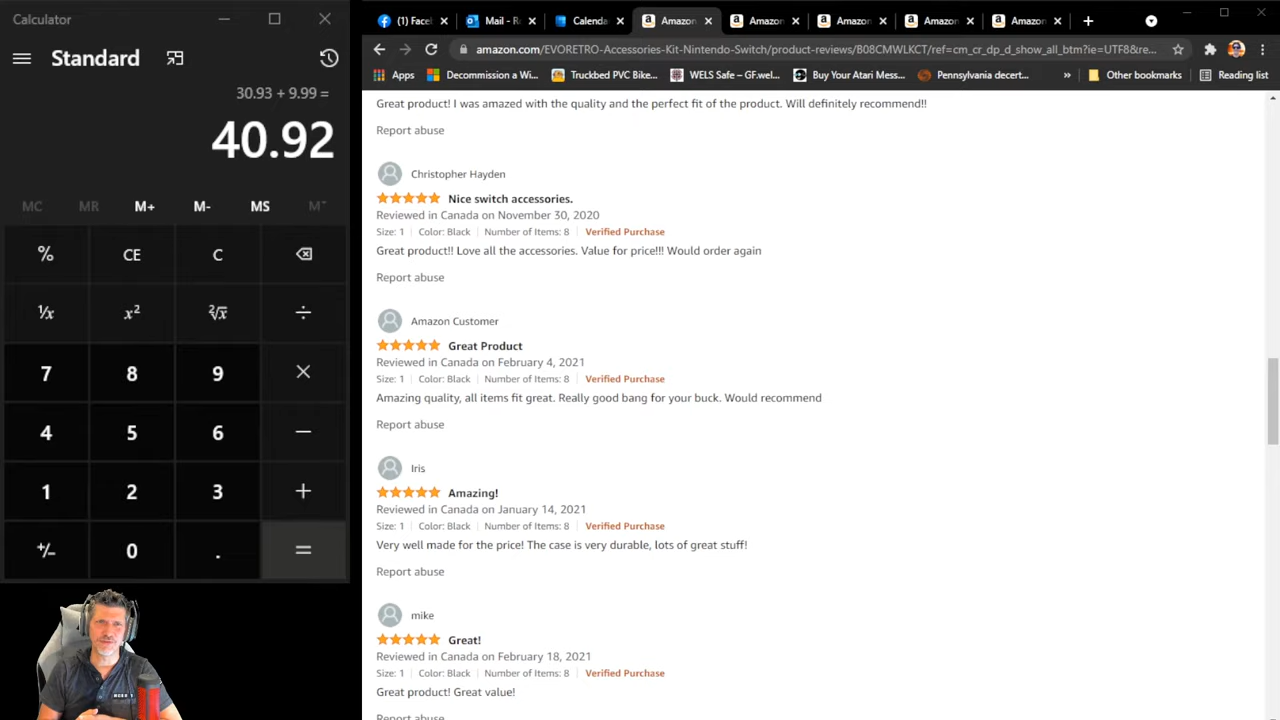 Calculator
Standard
30.93 + 9.99 =
40.92
MC MR M+ M- MS M˅
% CE C
⅟x x² ²√x ÷
7 8 9 ×
4 5 6 −
1 2 3 +
+/− 0 . =
(1) Facel Mail - R Calenda Amazon Amazon Amazon Amazon Amazon
amazon.com/EVORETRO-Accessories-Kit-Nintendo-Switch/product-reviews/B08CMWLKCT/ref=cm_cr_dp_d_show_all_btm?ie=UTF8&re...
Apps Decommission a Wi... Truckbed PVC Bike... WELS Safe – GF.wel... Buy Your Atari Mess... Pennsylvania decert... » Other bookmarks Reading list
Great product! I was amazed with the quality and the perfect fit of the product. Will definitely recommend!!
Report abuse
Christopher Hayden
Nice switch accessories.
Reviewed in Canada on November 30, 2020
Size: 1 | Color: Black | Number of Items: 8 | Verified Purchase
Great product!! Love all the accessories. Value for price!!! Would order again
Report abuse
Amazon Customer
Great Product
Reviewed in Canada on February 4, 2021
Size: 1 | Color: Black | Number of Items: 8 | Verified Purchase
Amazing quality, all items fit great. Really good bang for your buck. Would recommend
Report abuse
Iris
Amazing!
Reviewed in Canada on January 14, 2021
Size: 1 | Color: Black | Number of Items: 8 | Verified Purchase
Very well made for the price! The case is very durable, lots of great stuff!
Report abuse
mike
Great!
Reviewed in Canada on February 18, 2021
Size: 1 | Color: Black | Number of Items: 8 | Verified Purchase
Great product! Great value!
Report abuse